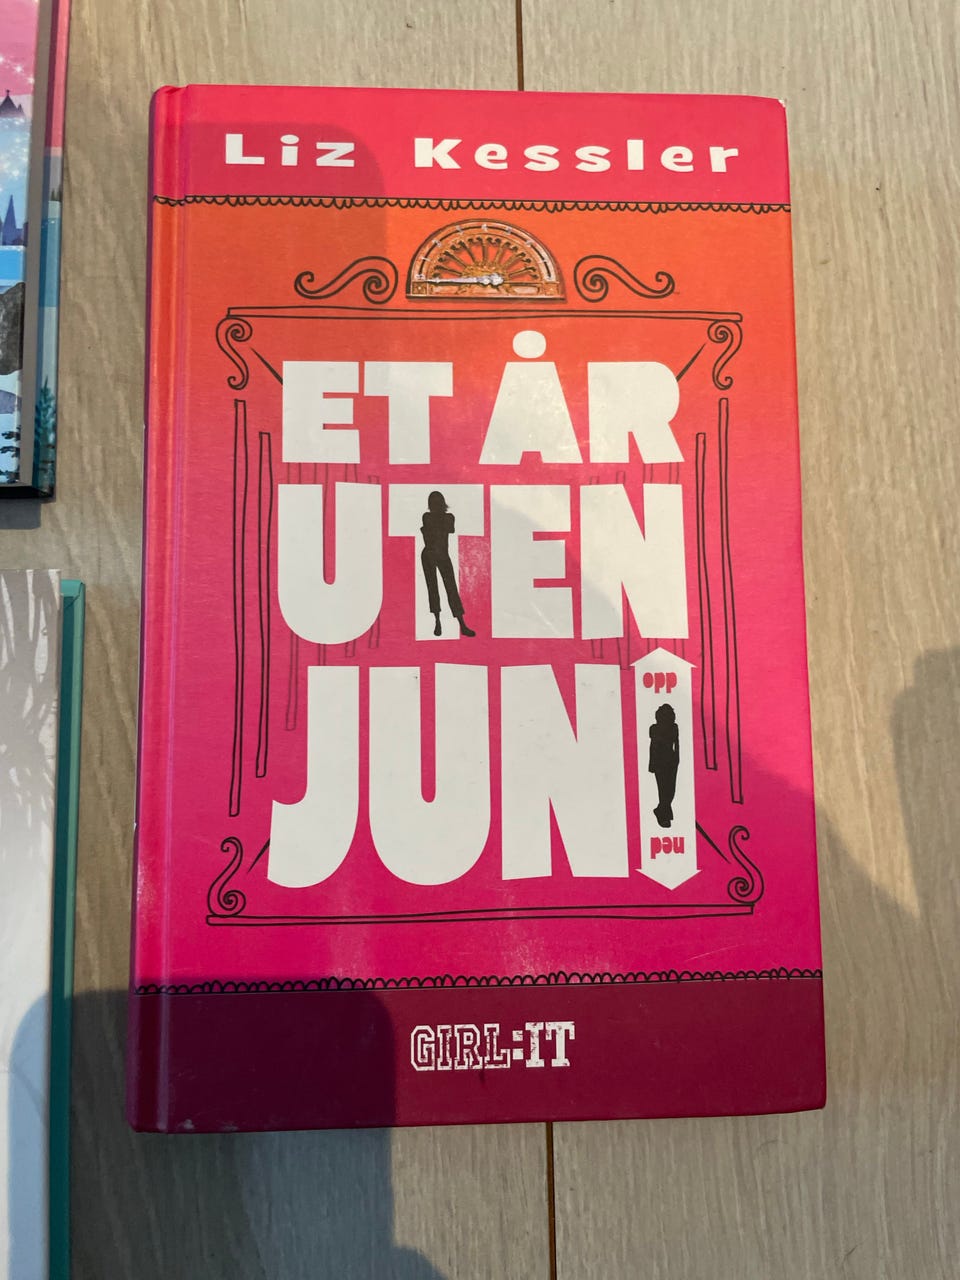 Liz Kessler
ET ÅR
UTEN
JUNI
opp
ned
GIRL:IT